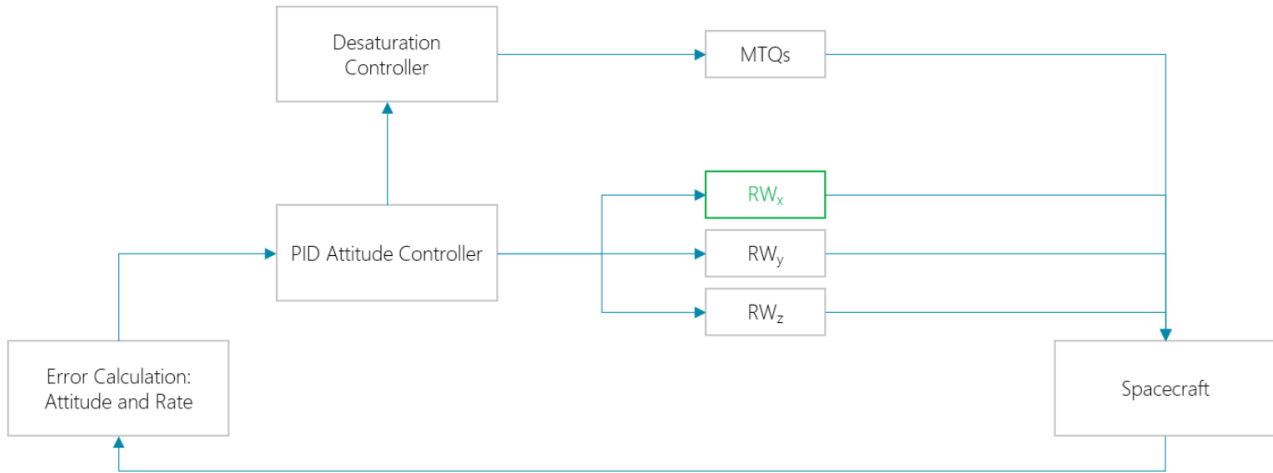 Desaturation
Controller
MTQs
RWₓ
PID Attitude Controller
RWy
RWz
Error Calculation:
Attitude and Rate
Spacecraft